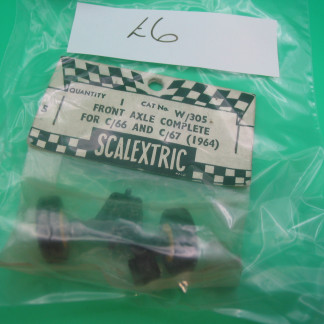 £6
QUANTITY 1 CAT No W/305.
FRONT AXLE COMPLETE
FOR C/66 AND C/67 (1964)
SCALEXTRIC